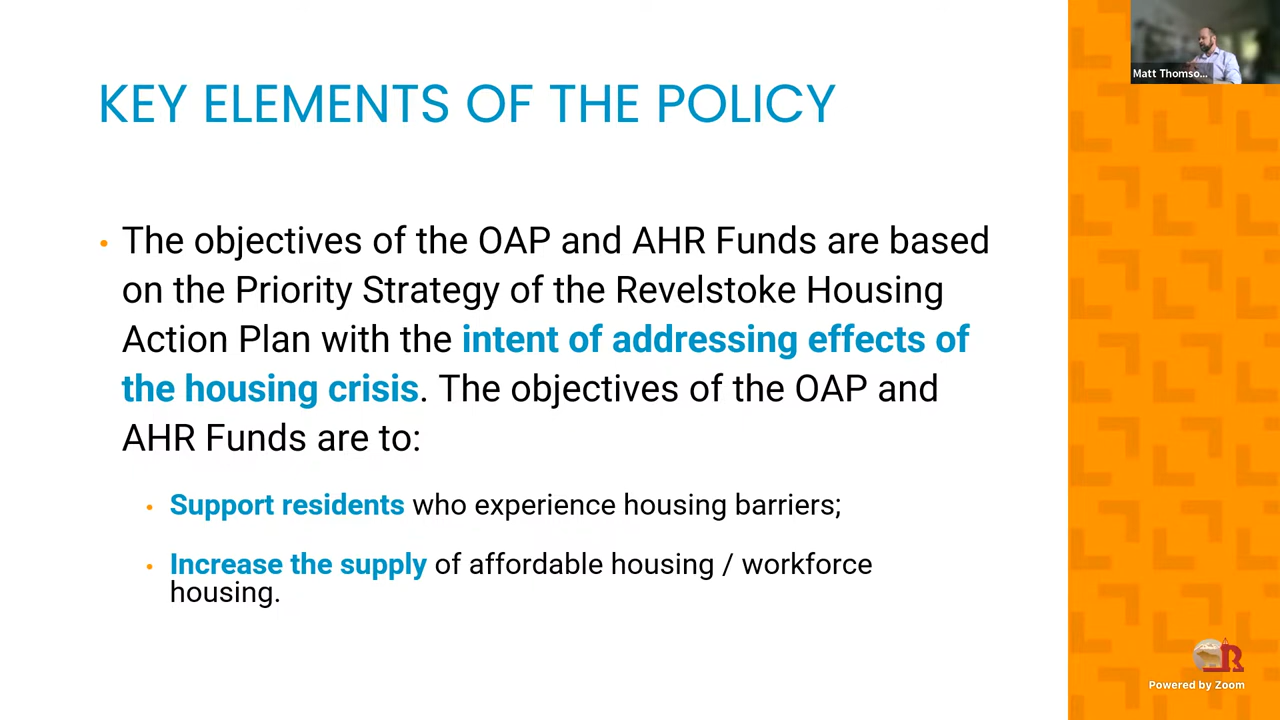 KEY ELEMENTS OF THE POLICY
• The objectives of the OAP and AHR Funds are based
on the Priority Strategy of the Revelstoke Housing
Action Plan with the intent of addressing effects of
the housing crisis. The objectives of the OAP and
AHR Funds are to:
• Support residents who experience housing barriers;
• Increase the supply of affordable housing / workforce
housing.
Matt Thomso...
R
Powered by Zoom